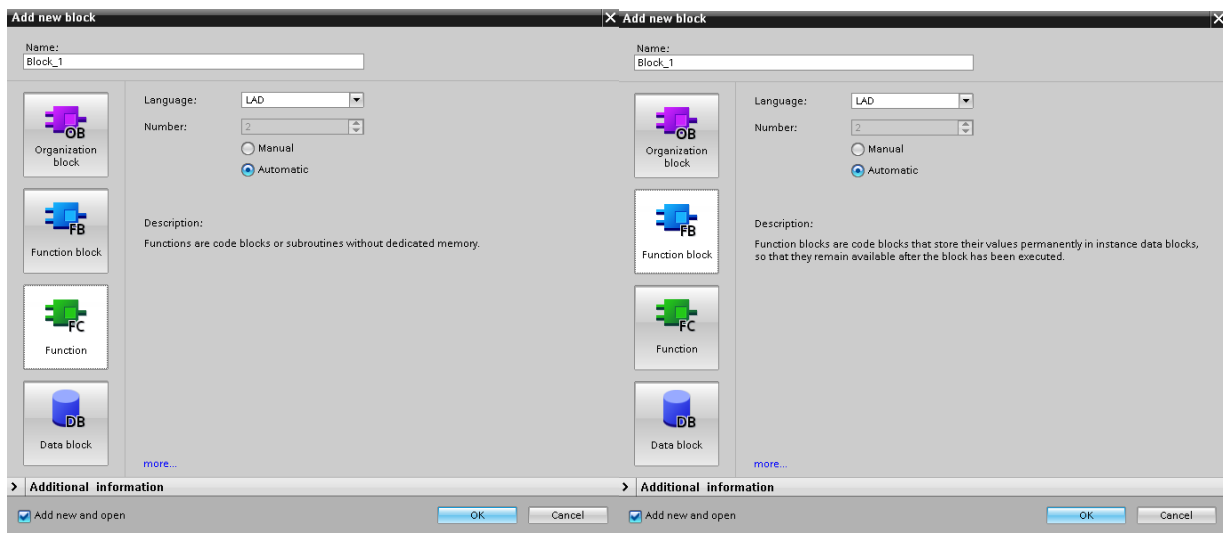 Add new block
Name:
Block_1
OB
Organization
block
FB
Function block
FC
Function
DB
Data block
Language:
LAD
Number:
2
Manual
Automatic
Description:
Functions are code blocks or subroutines without dedicated memory.
more...
> Additional information
Add new and open
OK
Cancel
Add new block
Name:
Block_1
OB
Organization
block
FB
Function block
FC
Function
DB
Data block
Language:
LAD
Number:
2
Manual
Automatic
Description:
Function blocks are code blocks that store their values permanently in instance data blocks,
so that they remain available after the block has been executed.
more...
> Additional information
Add new and open
OK
Cancel